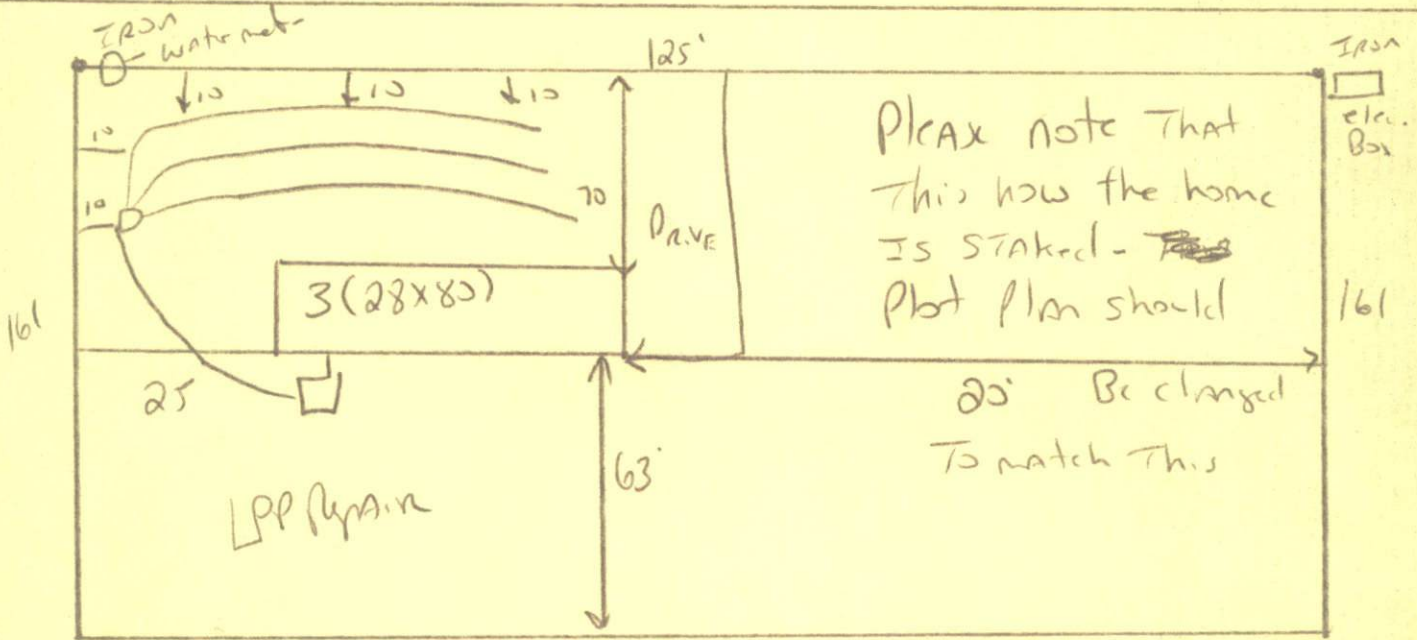 IRON
water met-
125'
IRON
elec.
Box
10
10
10
10
10
70
DRIVE
Please note That
This how the home
IS STAked-
Plot Plan should
161
161
3(28x80)
25
20' Be changed
To match This
63'
LPP Repair